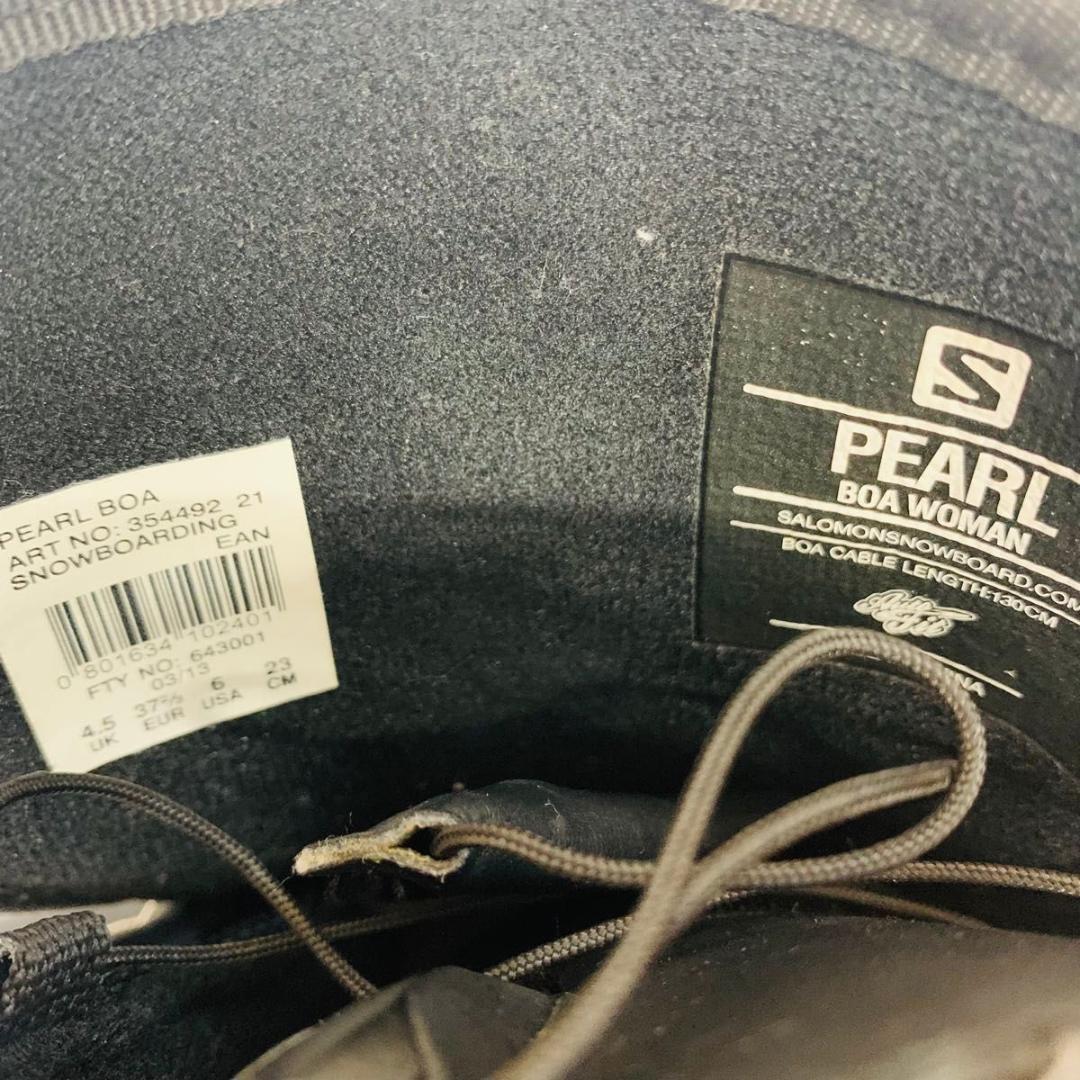 PEARL BOA
ART NO: 354492 21
SNOWBOARDING
EAN
0 801634 102401
FTY NO: 643001
03/13
4.5 37⅔ 6 23
UK EUR USA CM
S
PEARL
BOA WOMAN
SALOMONSNOWBOARD.COM
BOA CABLE LENGTH:130CM